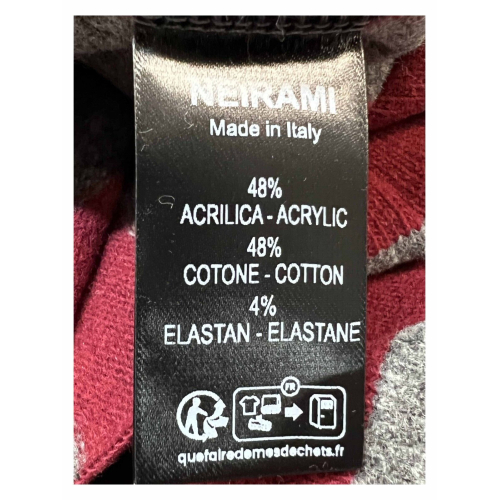 NEIRAMI
Made in Italy
48%
ACRILICA - ACRYLIC
48%
COTONE - COTTON
4%
ELASTAN - ELASTANE
FR
quefairedemesdechets.fr